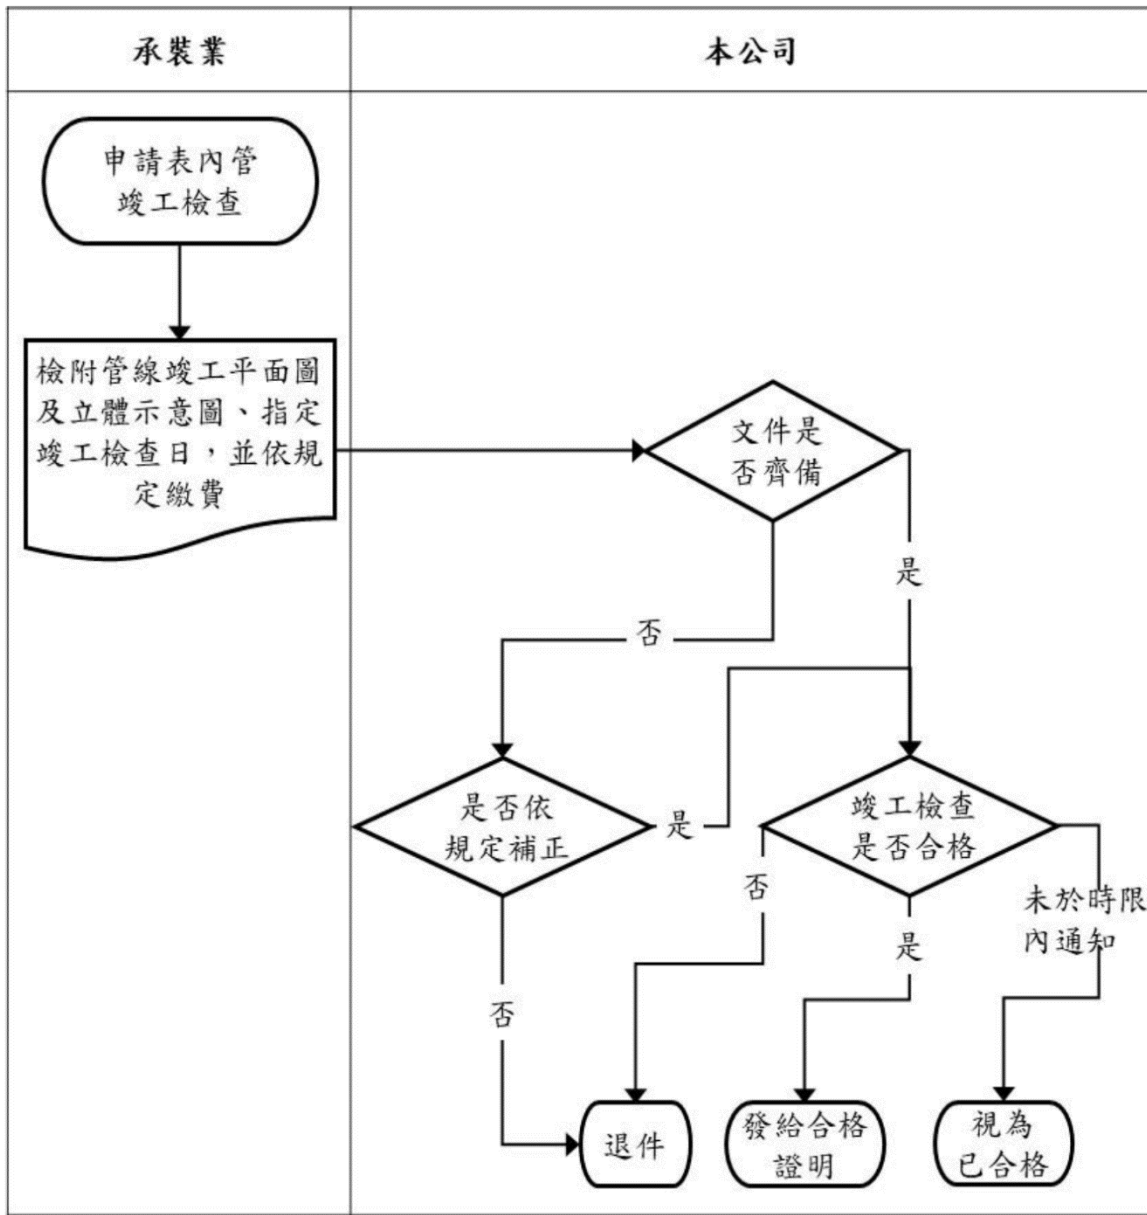 承裝業
本公司
申請表內管
竣工檢查
檢附管線竣工平面圖
及立體示意圖、指定
竣工檢查日，並依規
定繳費
文件是
否齊備
是
否
是否依
規定補正
是
竣工檢查
是否合格
否
是
未於時限
內通知
否
退件
發給合格
證明
視為
已合格